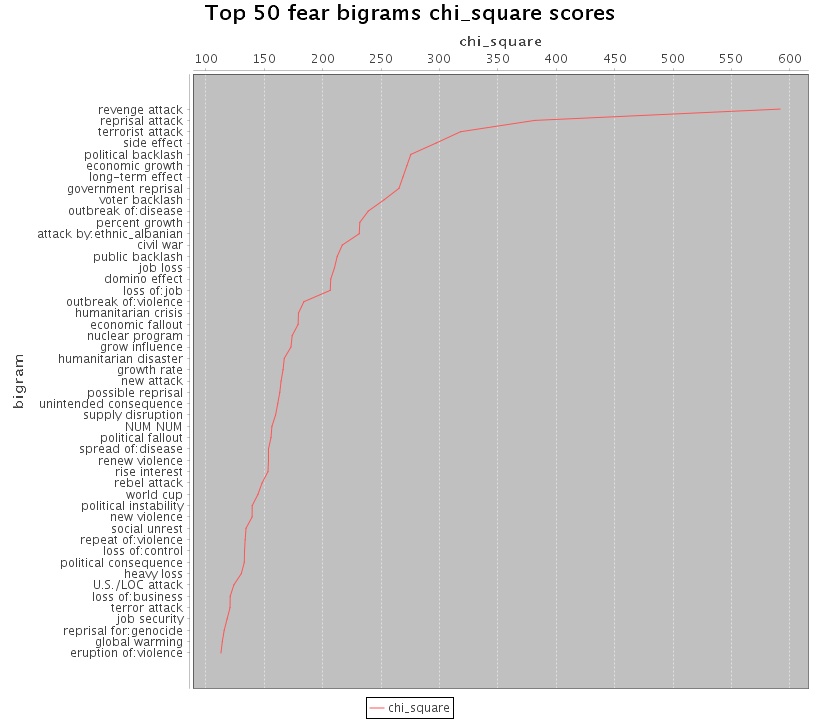 Top 50 fear bigrams chi_square scores
chi_square
100 150 200 250 300 350 400 450 500 550 600
revenge attack
reprisal attack
terrorist attack
side effect
political backlash
economic growth
long-term effect
government reprisal
voter backlash
outbreak of:disease
percent growth
attack by:ethnic_albanian
civil war
public backlash
job loss
domino effect
loss of:job
outbreak of:violence
humanitarian crisis
economic fallout
nuclear program
grow influence
humanitarian disaster
growth rate
new attack
possible reprisal
unintended consequence
supply disruption
NUM NUM
political fallout
spread of:disease
renew violence
rise interest
rebel attack
world cup
political instability
new violence
social unrest
repeat of:violence
loss of:control
political consequence
heavy loss
U.S./LOC attack
loss of:business
terror attack
job security
reprisal for:genocide
global warming
eruption of:violence
bigram
chi_square